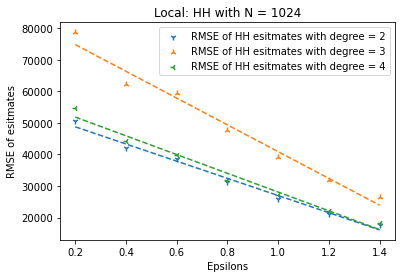 Local: HH with N = 1024
RMSE of HH esitmates with degree = 2
RMSE of HH esitmates with degree = 3
RMSE of HH esitmates with degree = 4
RMSE of esitmates
80000
70000
60000
50000
40000
30000
20000
0.2 0.4 0.6 0.8 1.0 1.2 1.4
Epsilons